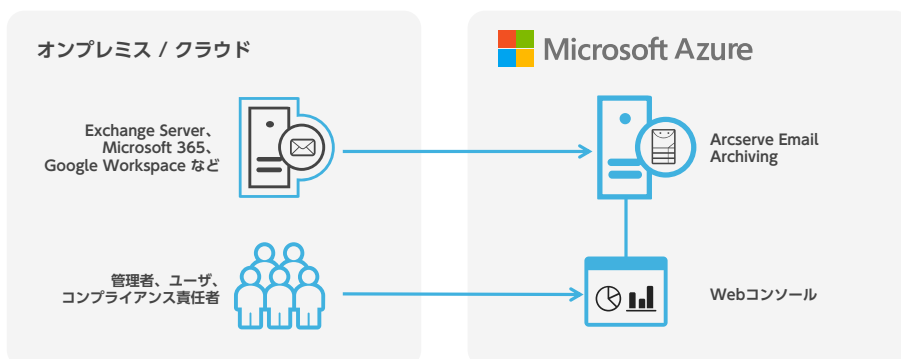 オンプレミス / クラウド
Exchange Server、
Microsoft 365、
Google Workspace など
管理者、ユーザ、
コンプライアンス責任者
Microsoft Azure
Arcserve Email
Archiving
Webコンソール